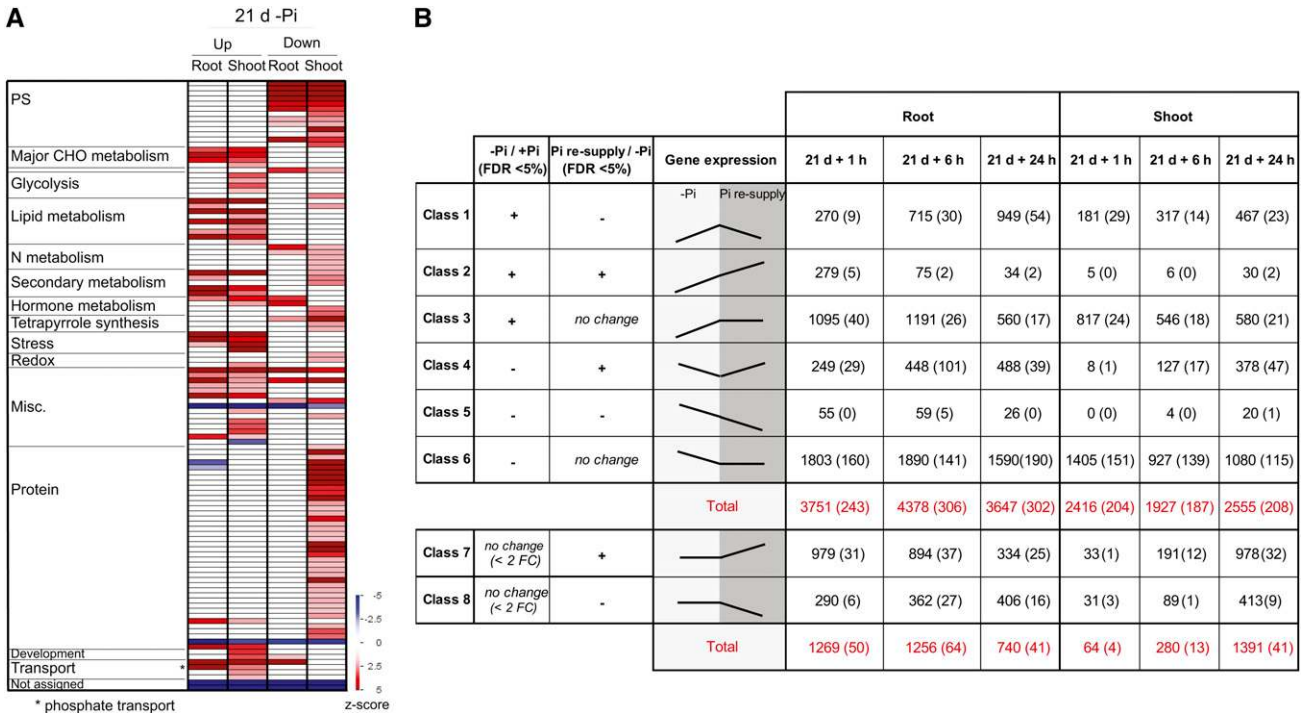 A
21 d -Pi
Up Down
Root Shoot Root Shoot
PS
Major CHO metabolism
Glycolysis
Lipid metabolism
N metabolism
Secondary metabolism
Hormone metabolism
Tetrapyrrole synthesis
Stress
Redox
Misc.
Protein
Development
Transport *
Not assigned
* phosphate transport
-5
-2.5
0
2.5
5
z-score
B
Root Shoot
-Pi / +Pi (FDR <5%) Pi re-supply / -Pi (FDR <5%) Gene expression 21 d + 1 h 21 d + 6 h 21 d + 24 h 21 d + 1 h 21 d + 6 h 21 d + 24 h
-Pi Pi re-supply
Class 1 + - 270 (9) 715 (30) 949 (54) 181 (29) 317 (14) 467 (23)
Class 2 + + 279 (5) 75 (2) 34 (2) 5 (0) 6 (0) 30 (2)
Class 3 + no change 1095 (40) 1191 (26) 560 (17) 817 (24) 546 (18) 580 (21)
Class 4 - + 249 (29) 448 (101) 488 (39) 8 (1) 127 (17) 378 (47)
Class 5 - - 55 (0) 59 (5) 26 (0) 0 (0) 4 (0) 20 (1)
Class 6 - no change 1803 (160) 1890 (141) 1590(190) 1405 (151) 927 (139) 1080 (115)
Total 3751 (243) 4378 (306) 3647 (302) 2416 (204) 1927 (187) 2555 (208)
Class 7 no change (< 2 FC) + 979 (31) 894 (37) 334 (25) 33 (1) 191 (12) 978 (32)
Class 8 no change (< 2 FC) - 290 (6) 362 (27) 406 (16) 31 (3) 89 (1) 413(9)
Total 1269 (50) 1256 (64) 740 (41) 64 (4) 280 (13) 1391 (41)